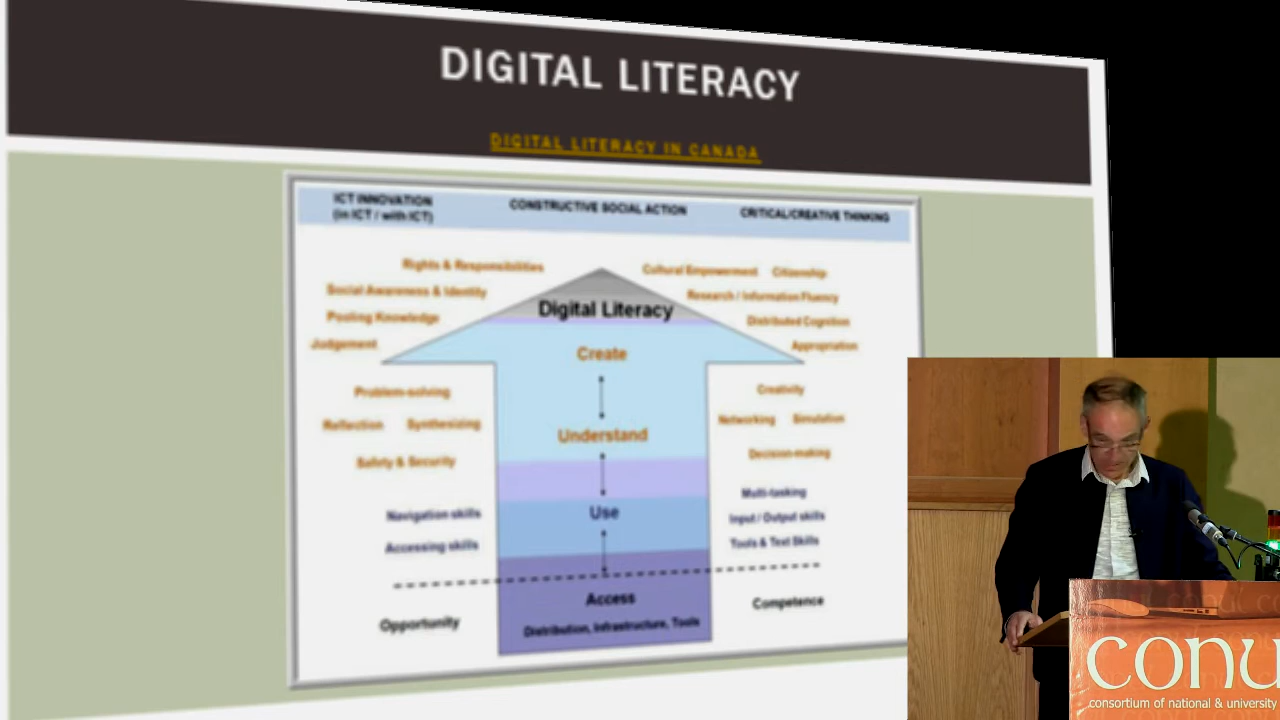 DIGITAL LITERACY
DIGITAL LITERACY IN CANADA
ICT INNOVATION
(in ICT / with ICT)
CONSTRUCTIVE SOCIAL ACTION
CRITICAL/CREATIVE THINKING
Rights & Responsibilities
Cultural Empowerment Citizenship
Social Awareness & Identity
Research / Information Fluency
Digital Literacy
Pooling Knowledge
Distributed Cognition
Judgement
Appropriation
Create
Problem-solving
Creativity
Reflection Synthesizing
Networking Simulation
Understand
Safety & Security
Decision-making
Multi-tasking
Navigation skills
Use
Input / Output skills
Accessing skills
Tools & Text Skills
Access
Competence
Opportunity
Distribution, Infrastructure, Tools
conu
consortium of national & university